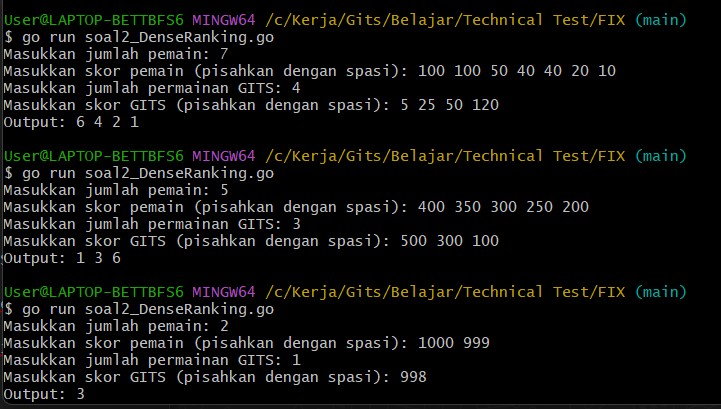 User@LAPTOP-BETTBFS6 MINGW64 /c/Kerja/Gits/Belajar/Technical Test/FIX (main)
$ go run soal2_DenseRanking.go
Masukkan jumlah pemain: 7
Masukkan skor pemain (pisahkan dengan spasi): 100 100 50 40 40 20 10
Masukkan jumlah permainan GITS: 4
Masukkan skor GITS (pisahkan dengan spasi): 5 25 50 120
Output: 6 4 2 1
User@LAPTOP-BETTBFS6 MINGW64 /c/Kerja/Gits/Belajar/Technical Test/FIX (main)
$ go run soal2_DenseRanking.go
Masukkan jumlah pemain: 5
Masukkan skor pemain (pisahkan dengan spasi): 400 350 300 250 200
Masukkan jumlah permainan GITS: 3
Masukkan skor GITS (pisahkan dengan spasi): 500 300 100
Output: 1 3 6
User@LAPTOP-BETTBFS6 MINGW64 /c/Kerja/Gits/Belajar/Technical Test/FIX (main)
$ go run soal2_DenseRanking.go
Masukkan jumlah pemain: 2
Masukkan skor pemain (pisahkan dengan spasi): 1000 999
Masukkan jumlah permainan GITS: 1
Masukkan skor GITS (pisahkan dengan spasi): 998
Output: 3